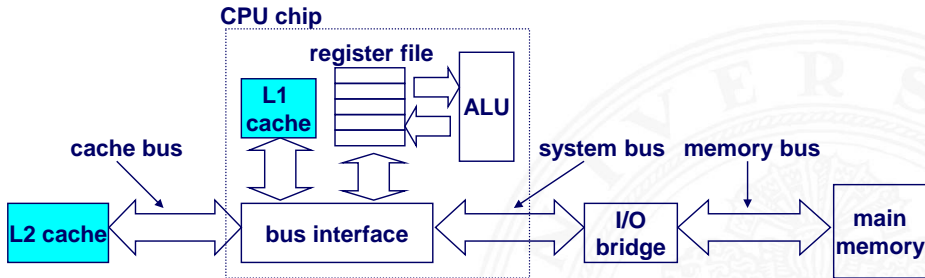 CPU chip
register file
L1
cache
ALU
cache bus
system bus
memory bus
L2 cache
bus interface
I/O
bridge
main
memory
V E R S